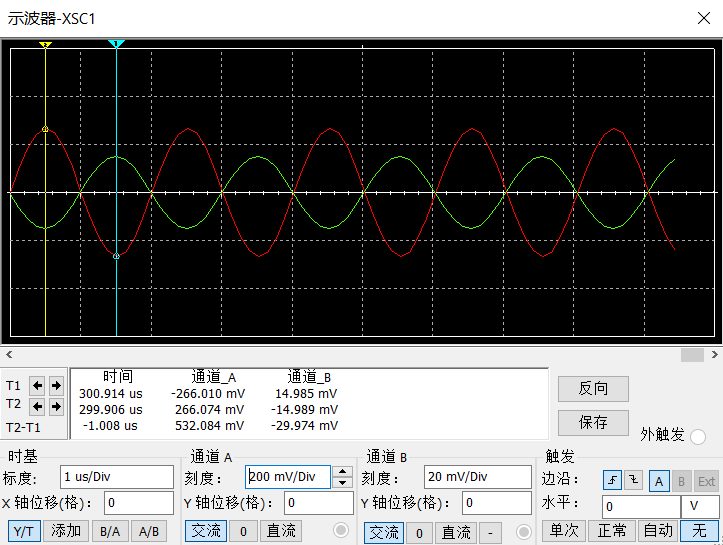 示波器-XSC1
2 1
T1
T2
T2-T1
时间 通道_A 通道_B
300.914 us -266.010 mV 14.985 mV
299.906 us 266.074 mV -14.989 mV
-1.008 us 532.084 mV -29.974 mV
反向
保存
外触发
时基
标度: 1 us/Div
X 轴位移(格): 0
Y/T 添加 B/A A/B
通道 A
刻度: 200 mV/Div
Y 轴位移(格): 0
交流 0 直流
通道 B
刻度: 20 mV/Div
Y 轴位移(格): 0
交流 0 直流 -
触发
边沿: A B Ext
水平: 0 V
单次 正常 自动 无